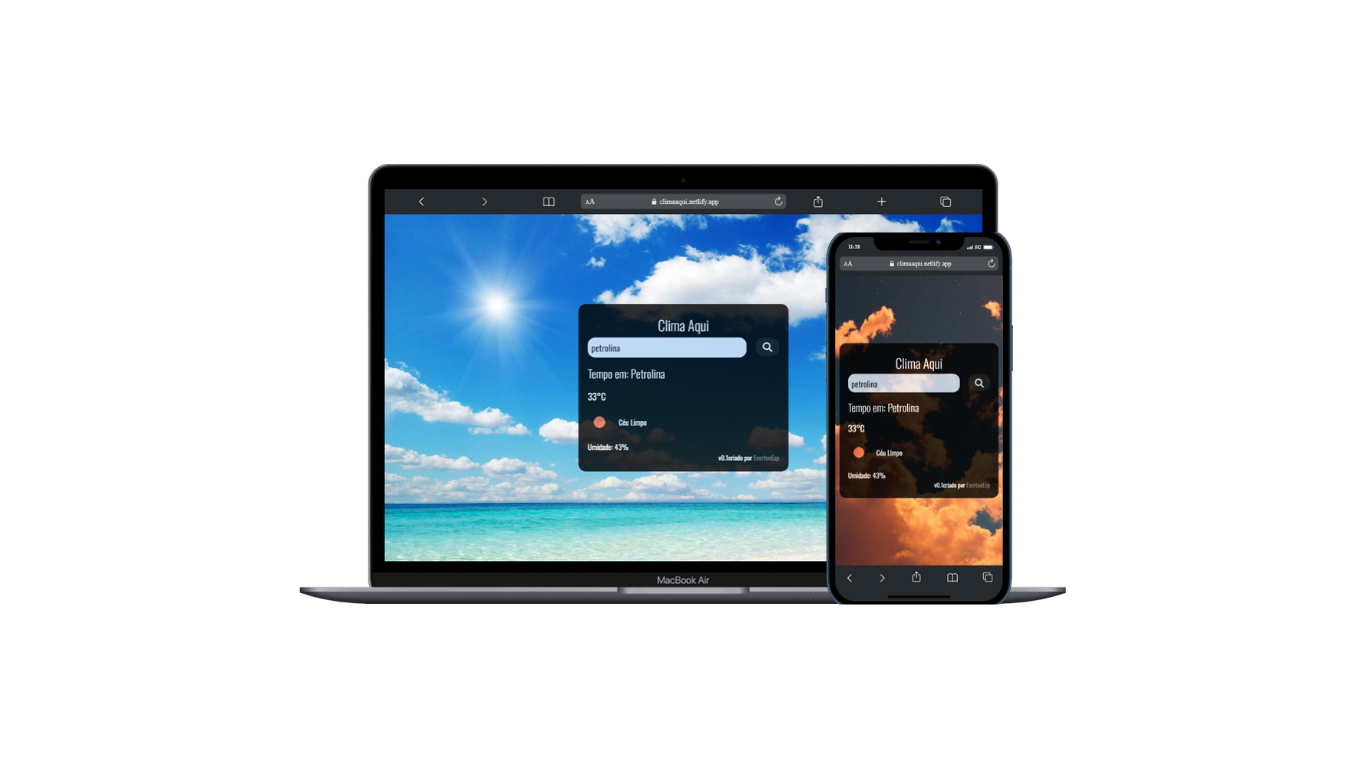 AA climaaqui.netlify.app
Clima Aqui
petrolina
Tempo em: Petrolina
33°C
Céu Limpo
Umidade: 43%
v0.1criado por EvertonEsp
MacBook Air
11:38
AA climaaqui.netlify.app
Clima Aqui
petrolina
Tempo em: Petrolina
33°C
Céu Limpo
Umidade: 43%
v0.1criado por EvertonEsp